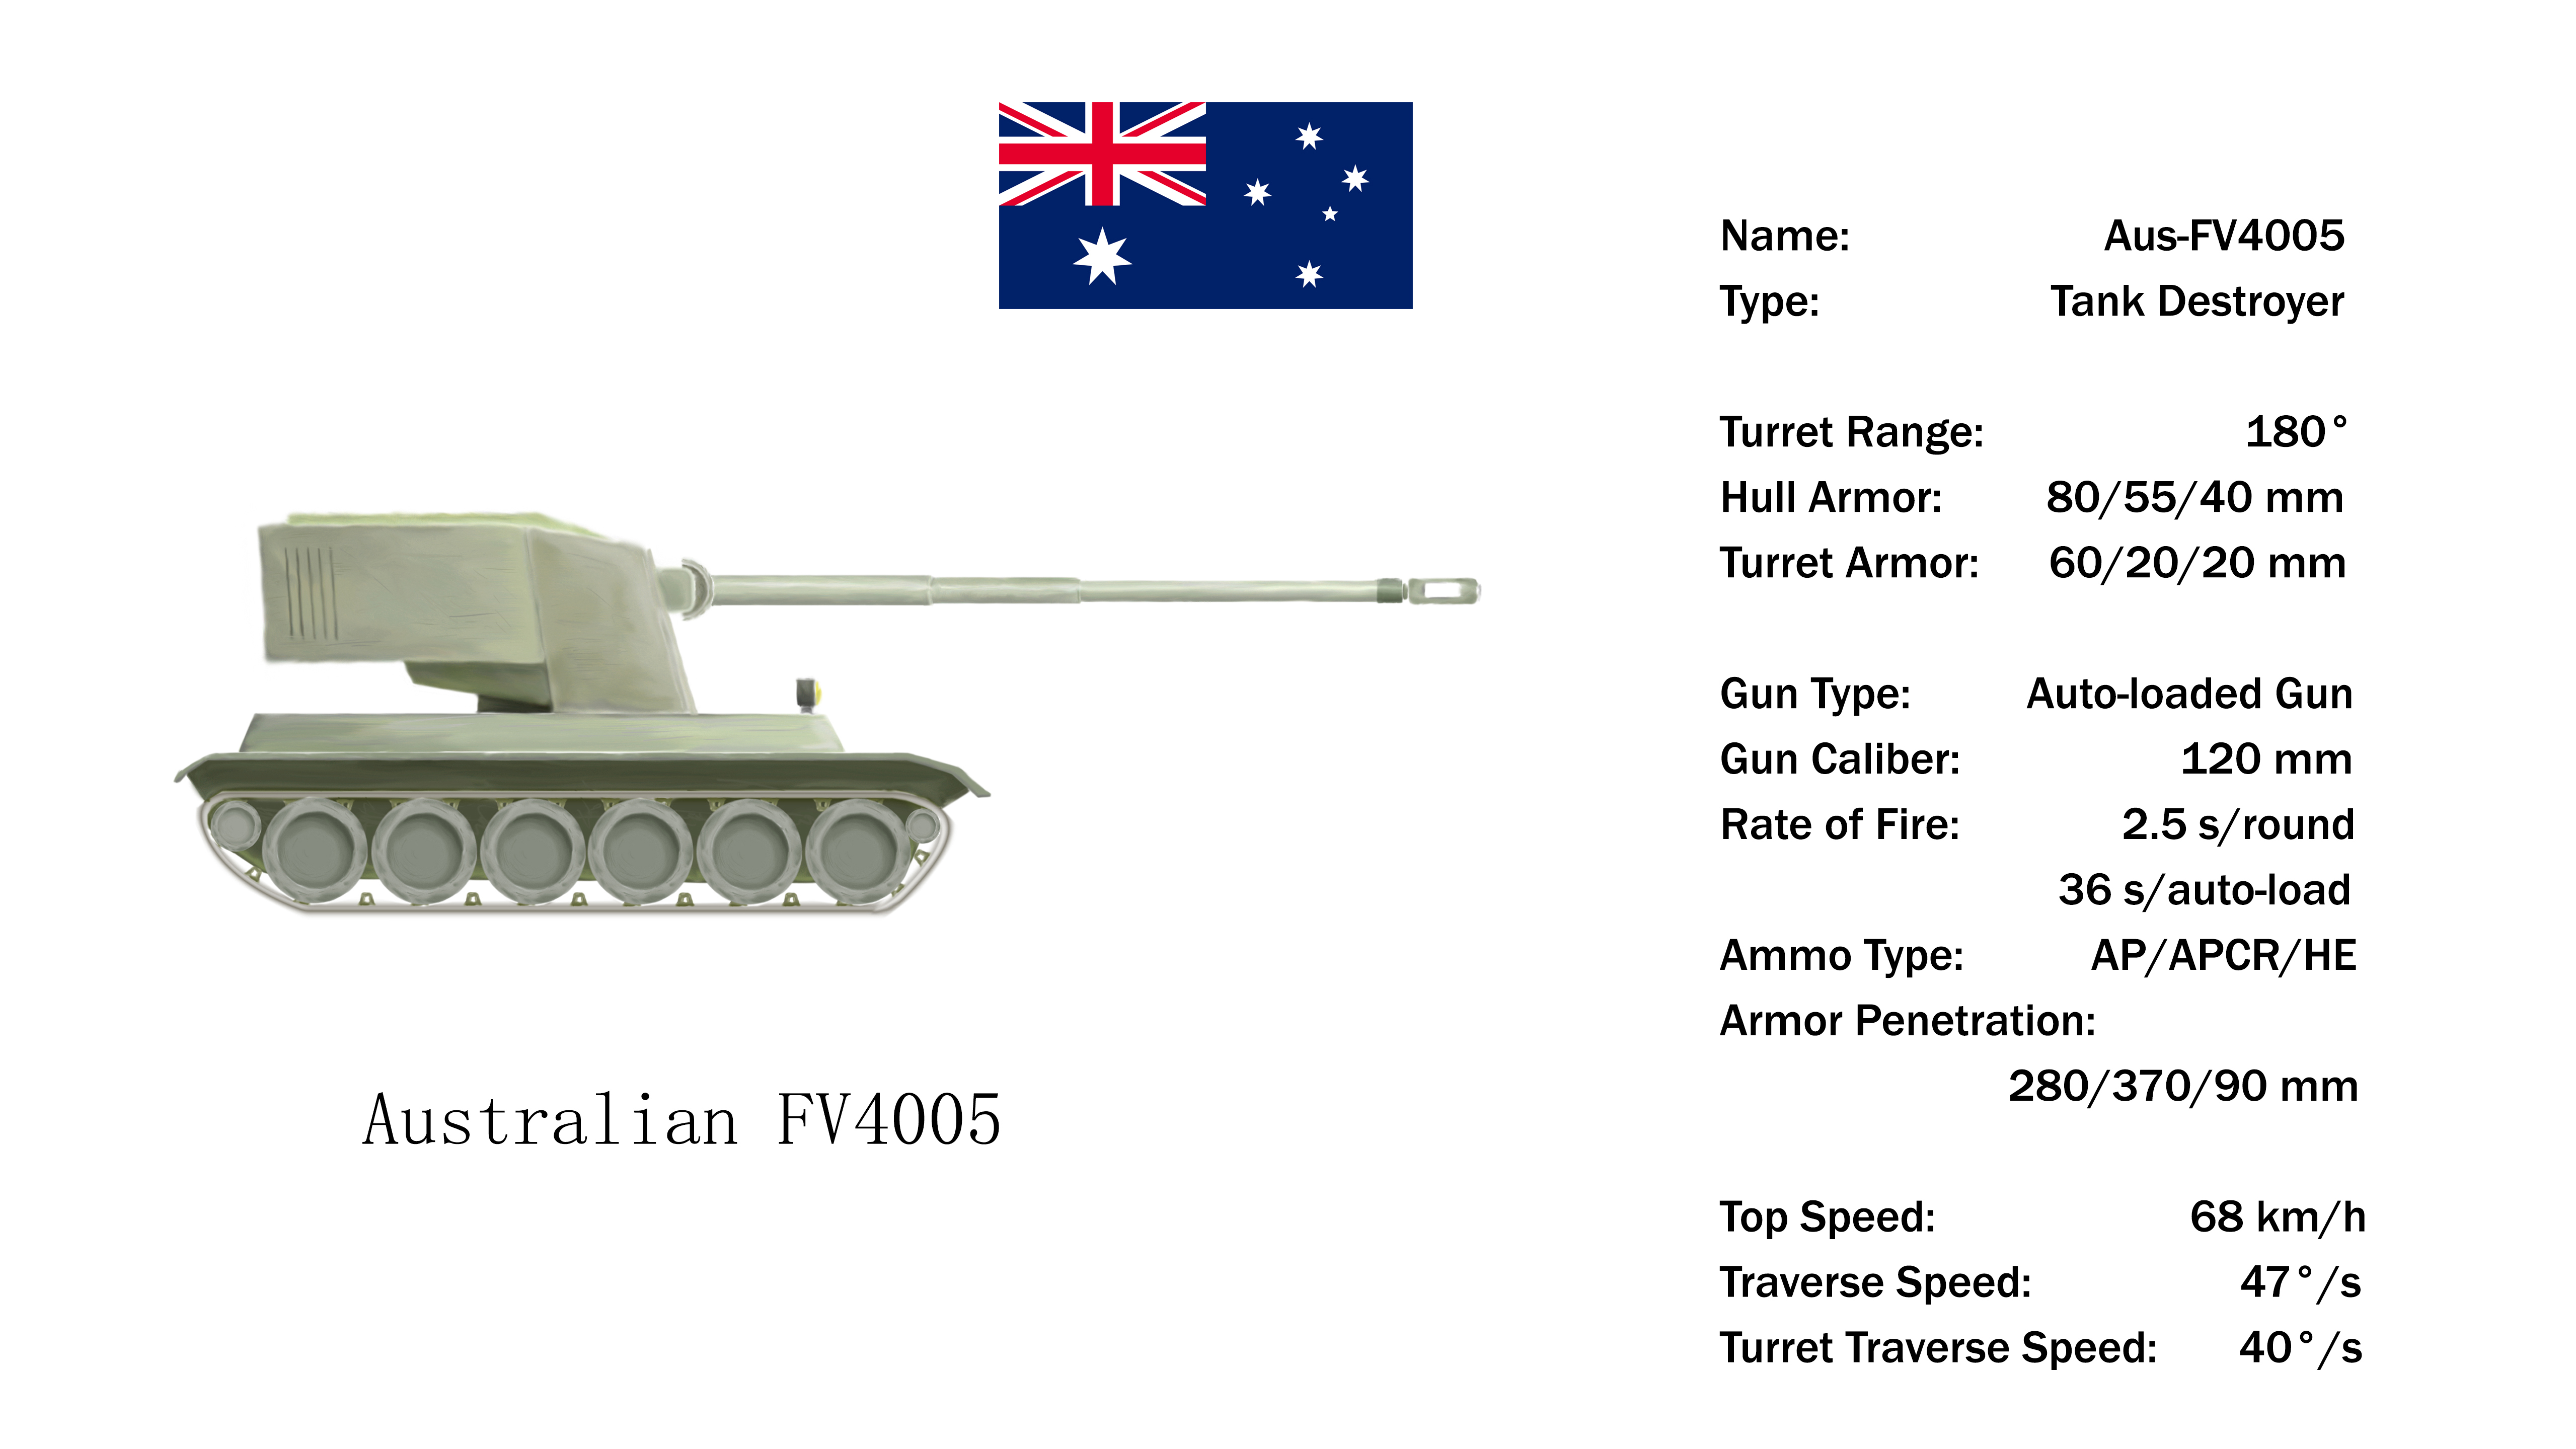 Name: Aus-FV4005
Type: Tank Destroyer
Turret Range: 180°
Hull Armor: 80/55/40 mm
Turret Armor: 60/20/20 mm
Gun Type: Auto-loaded Gun
Gun Caliber: 120 mm
Rate of Fire: 2.5 s/round
36 s/auto-load
Ammo Type: AP/APCR/HE
Armor Penetration:
280/370/90 mm
Top Speed: 68 km/h
Traverse Speed: 47°/s
Turret Traverse Speed: 40°/s
Australian FV4005